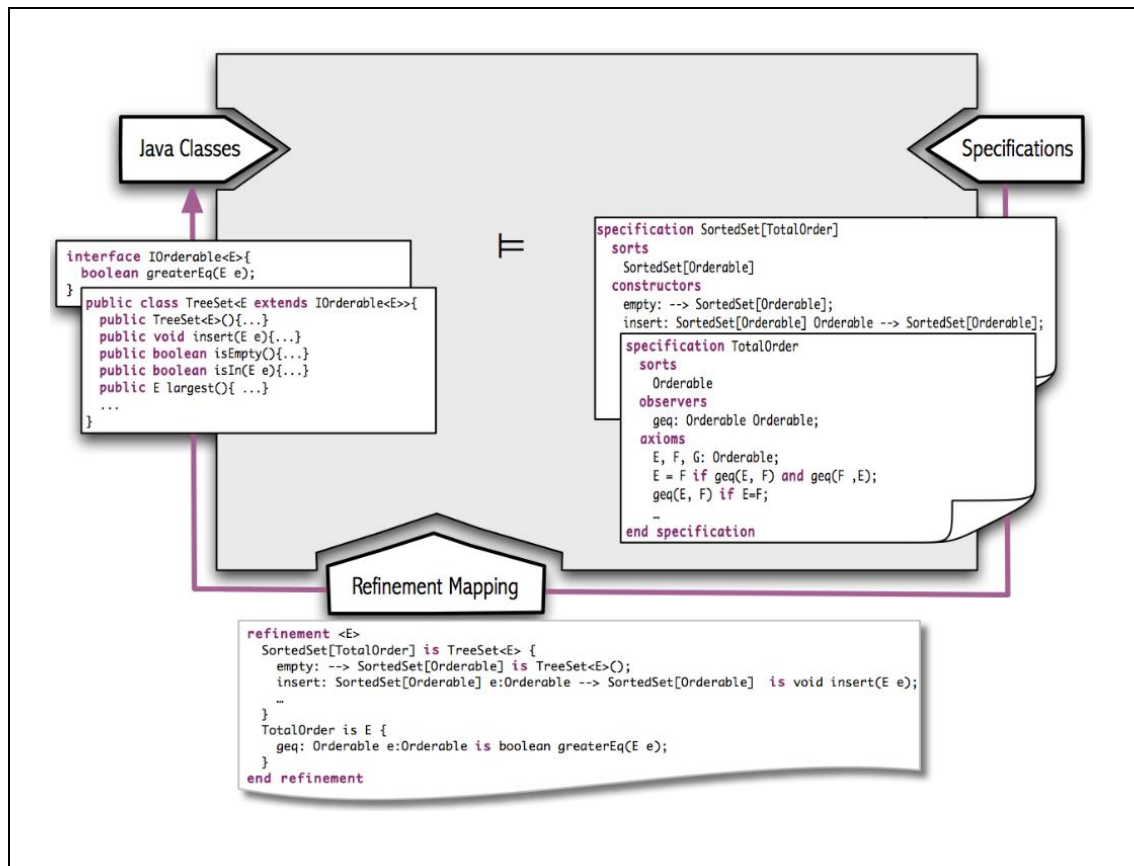 Java Classes
Specifications
interface IOrderable<E>{
boolean greaterEq(E e);
}
public class TreeSet<E extends IOrderable<E>>{
public TreeSet<E>(){...}
public void insert(E e){...}
public boolean isEmpty(){...}
public boolean isIn(E e){...}
public E largest(){ ...}
...
}
⊨
specification SortedSet[TotalOrder]
sorts
SortedSet[Orderable]
constructors
empty: --> SortedSet[Orderable];
insert: SortedSet[Orderable] Orderable --> SortedSet[Orderable];
specification TotalOrder
sorts
Orderable
observers
geq: Orderable Orderable;
axioms
E, F, G: Orderable;
E = F if geq(E, F) and geq(F ,E);
geq(E, F) if E=F;
…
end specification
Refinement Mapping
refinement <E>
SortedSet[TotalOrder] is TreeSet<E> {
empty: --> SortedSet[Orderable] is TreeSet<E>();
insert: SortedSet[Orderable] e:Orderable --> SortedSet[Orderable] is void insert(E e);
…
}
TotalOrder is E {
geq: Orderable e:Orderable is boolean greaterEq(E e);
}
end refinement